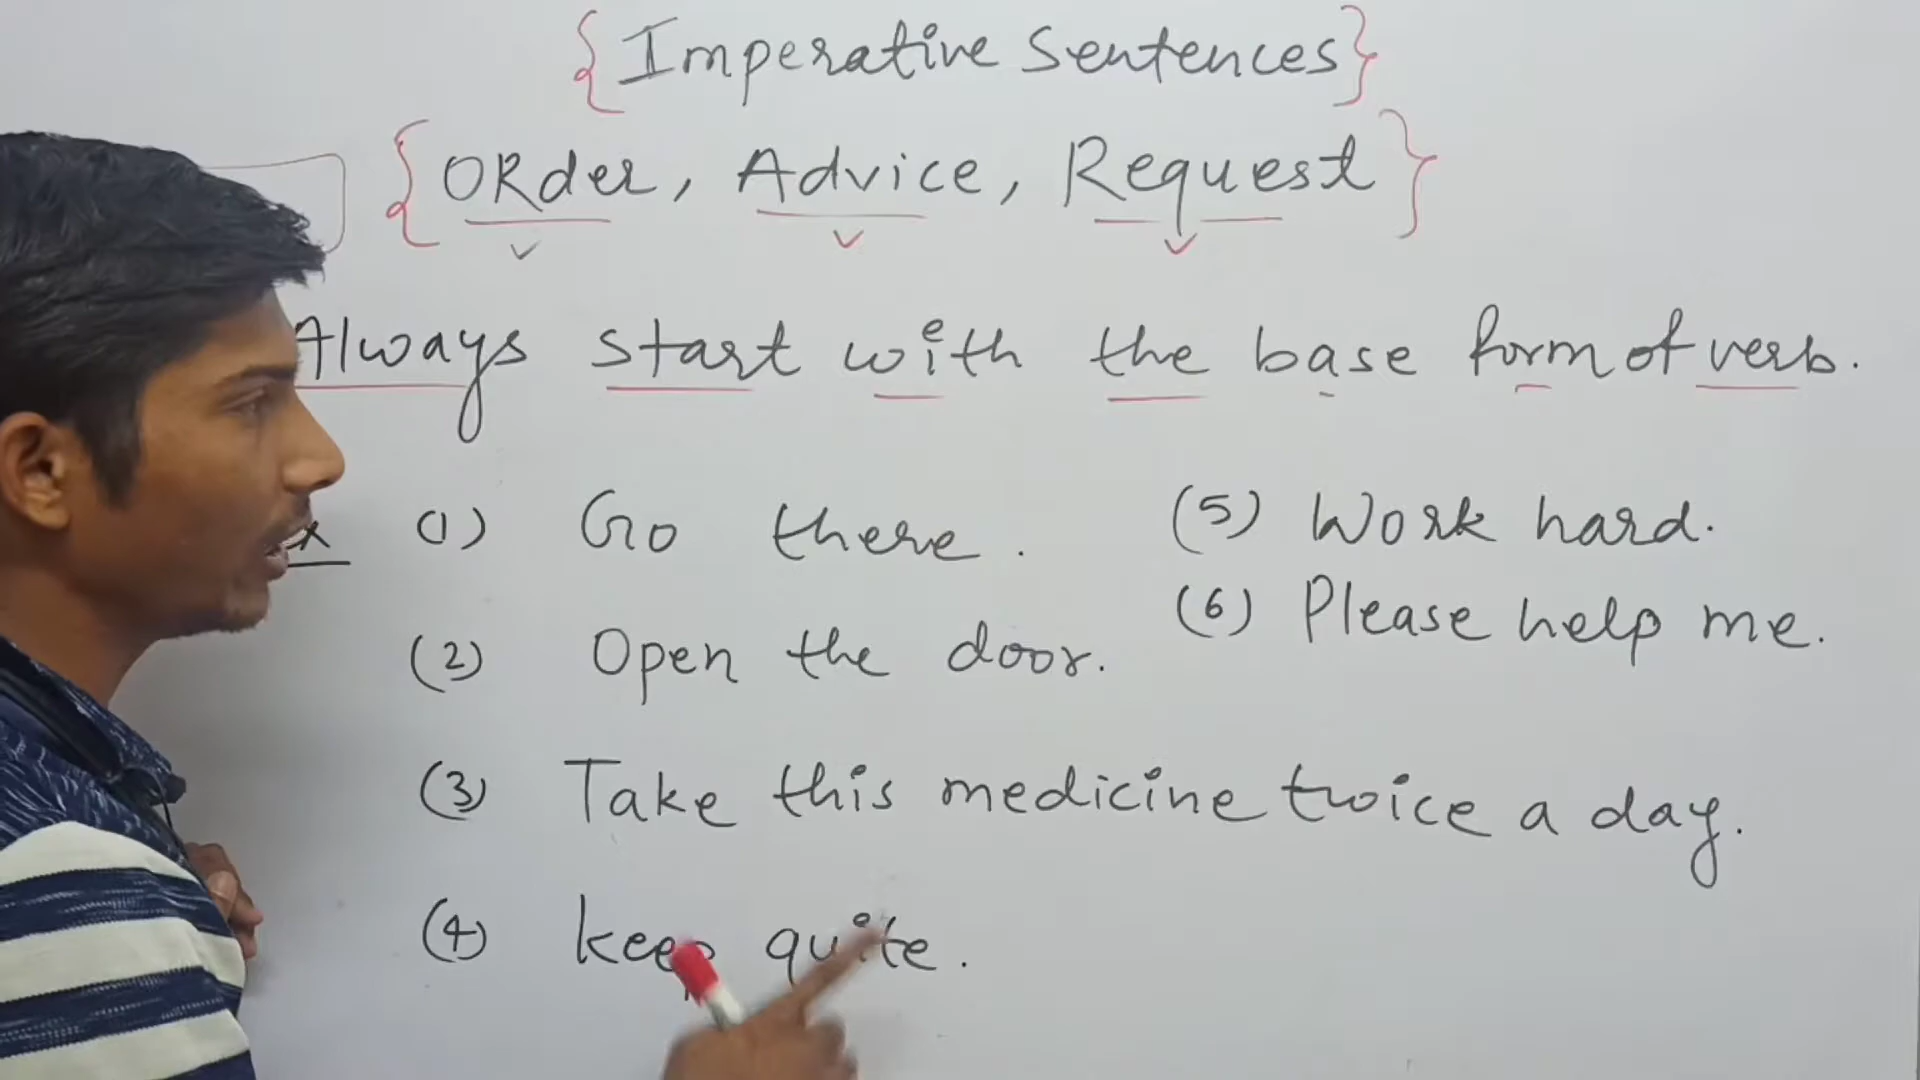 {Imperative Sentences}
{ORder, Advice, Request}
Always start with the base form of verb.
(1) Go there.
(2) Open the door.
(3) Take this medicine twice a day.
(4) keep quite.
(5) Work hard.
(6) Please help me.